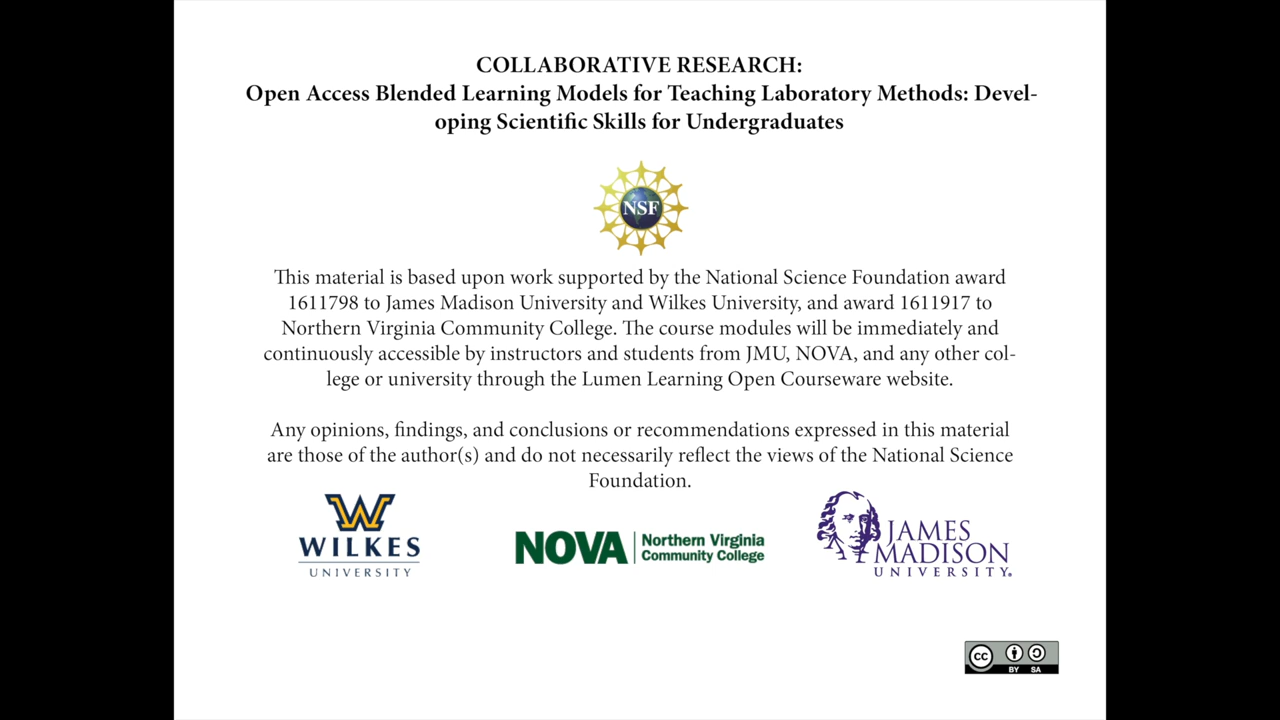 COLLABORATIVE RESEARCH:
Open Access Blended Learning Models for Teaching Laboratory Methods: Devel-
oping Scientific Skills for Undergraduates
NSF
This material is based upon work supported by the National Science Foundation award
1611798 to James Madison University and Wilkes University, and award 1611917 to
Northern Virginia Community College. The course modules will be immediately and
continuously accessible by instructors and students from JMU, NOVA, and any other col-
lege or university through the Lumen Learning Open Courseware website.
Any opinions, findings, and conclusions or recommendations expressed in this material
are those of the author(s) and do not necessarily reflect the views of the National Science
Foundation.
W
WILKES
UNIVERSITY
NOVA
Northern Virginia
Community College
JAMES
MADISON
UNIVERSITY®
CC
BY SA